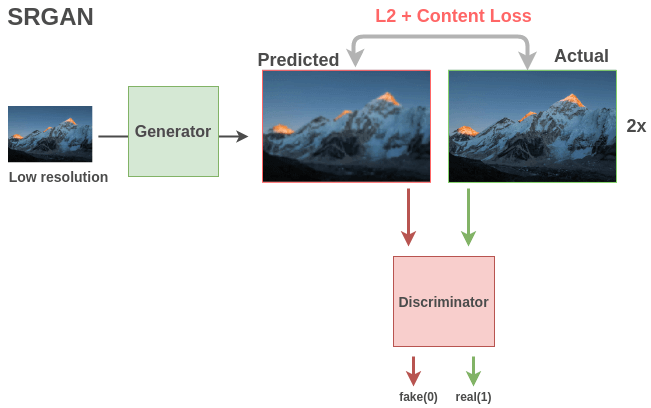 SRGAN
L2 + Content Loss
Predicted
Actual
Generator
2x
Low resolution
Discriminator
fake(0)
real(1)